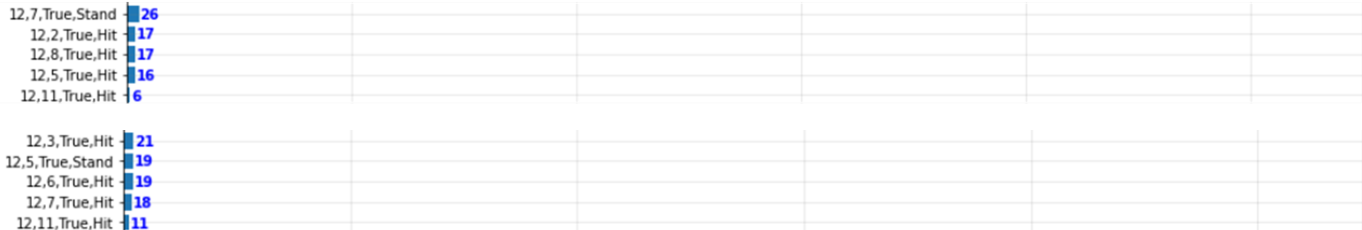 12,7,True,Stand 26
12,2,True,Hit 17
12,8,True,Hit 17
12,5,True,Hit 16
12,11,True,Hit 6
12,3,True,Hit 21
12,5,True,Stand 19
12,6,True,Hit 19
12,7,True,Hit 18
12,11,True,Hit 11